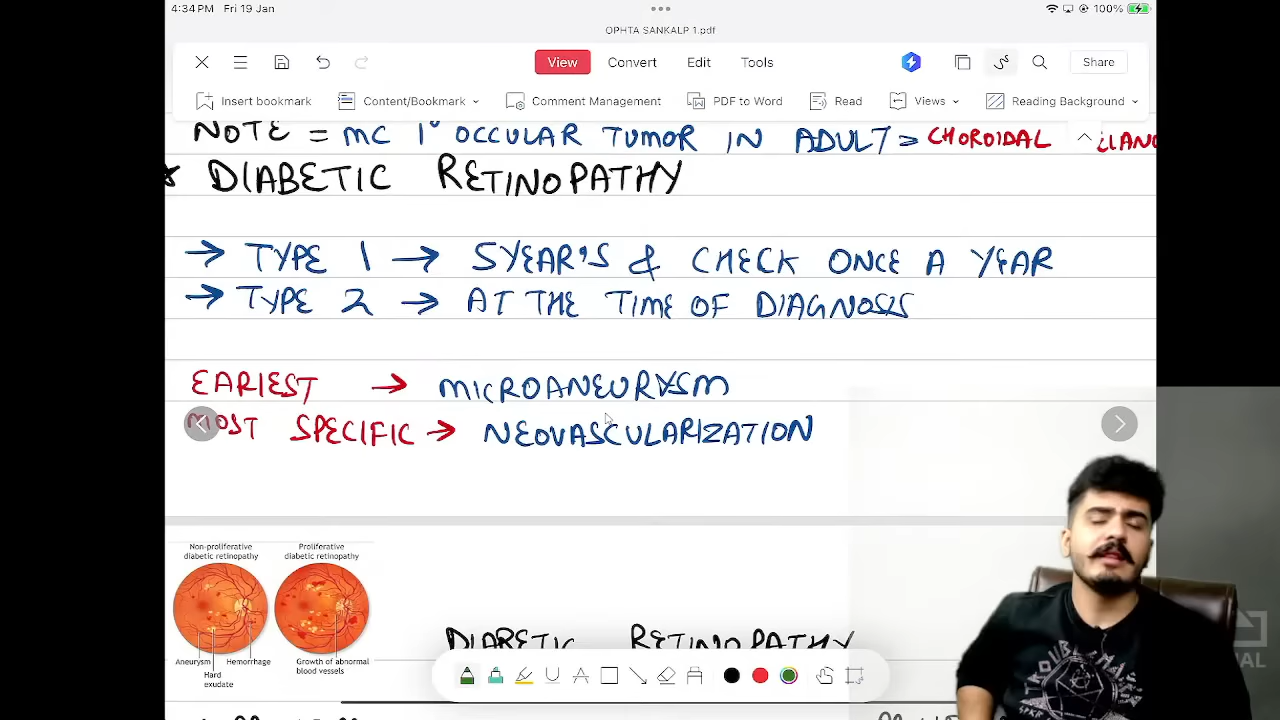 4:34 PM Fri 19 Jan
100%
OPHTA SANKALP 1.pdf
View Convert Edit Tools Share
Insert bookmark Content/Bookmark Comment Management PDF to Word Read Views Reading Background
NOTE = MC 1° OCCULAR TUMOR IN ADULT => CHOROIDAL
DIABETIC RETINOPATHY
→ TYPE 1 → 5YEAR'S & CHECK ONCE A YEAR
→ TYPE 2 → AT THE TIME OF DIAGNOSIS
EARIEST → MICROANEURYSM
MOST SPECIFIC → NEOVASCULARIZATION
Non-proliferative diabetic retinopathy
Proliferative diabetic retinopathy
Aneurysm
Hemorrhage
Hard exudate
Growth of abnormal blood vessels
DIABETIC RETINOPATHY